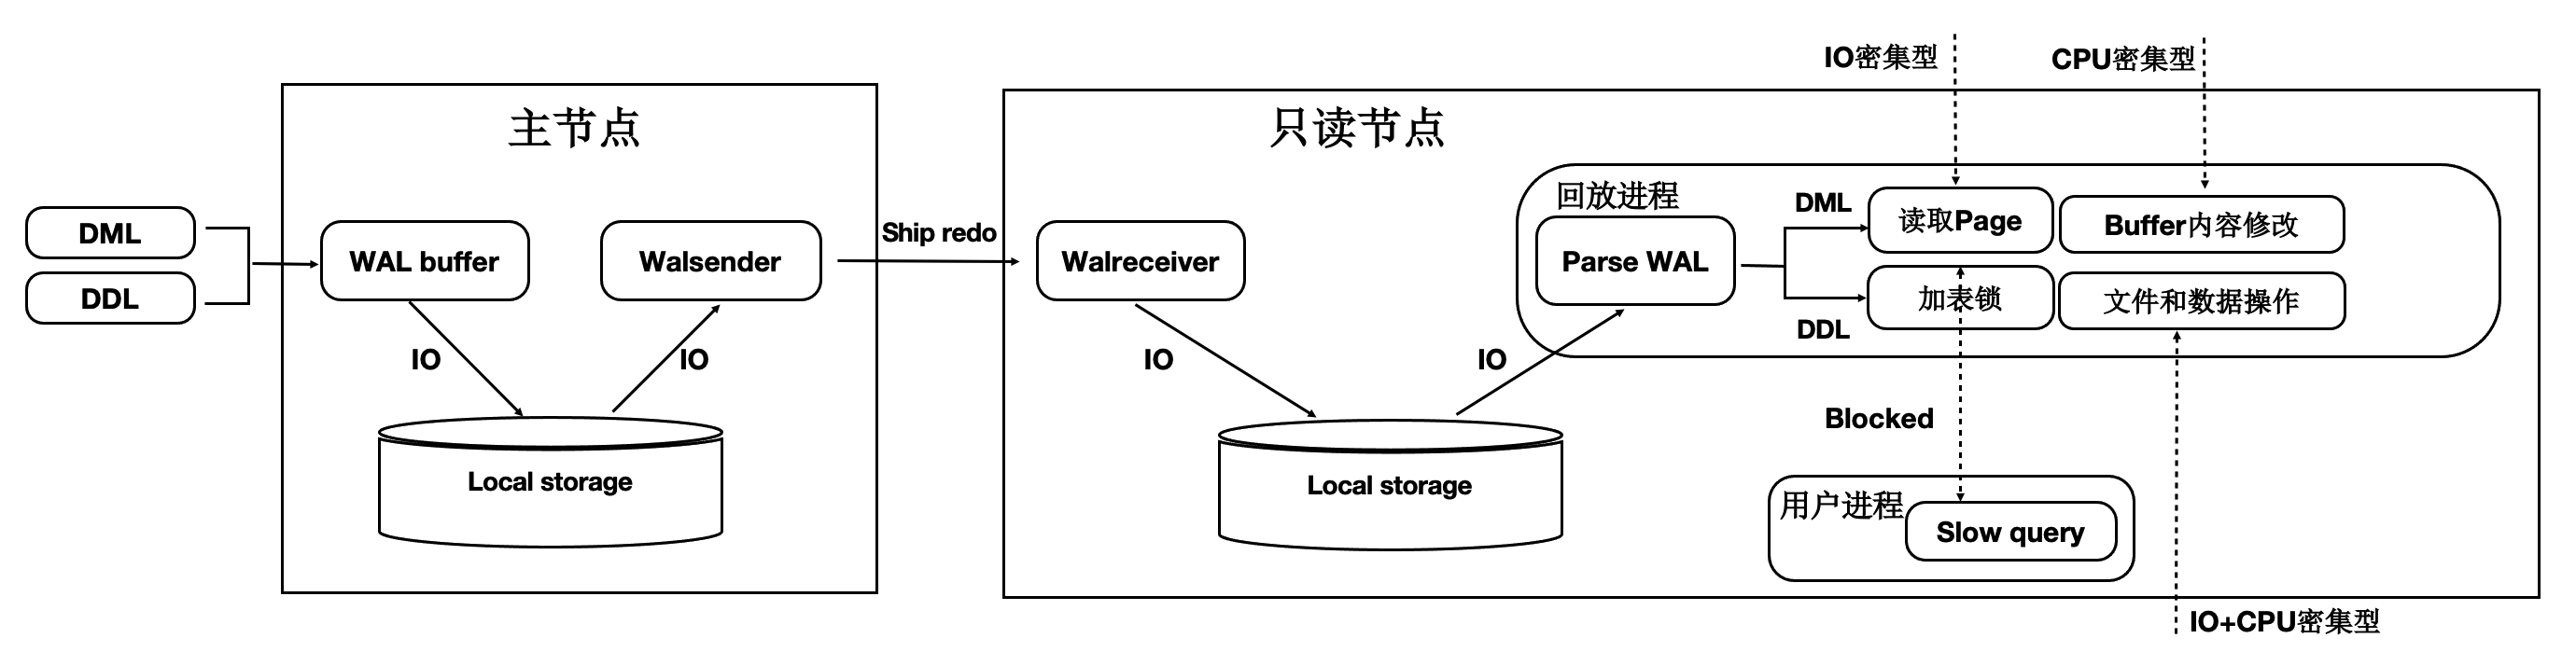 IO密集型
CPU密集型
主节点
只读节点
DML
DDL
WAL buffer
Walsender
IO
IO
Local storage
Ship redo
Walreceiver
IO
IO
Local storage
回放进程
Parse WAL
DML
DDL
读取Page
Buffer内容修改
加表锁
文件和数据操作
Blocked
用户进程
Slow query
IO+CPU密集型